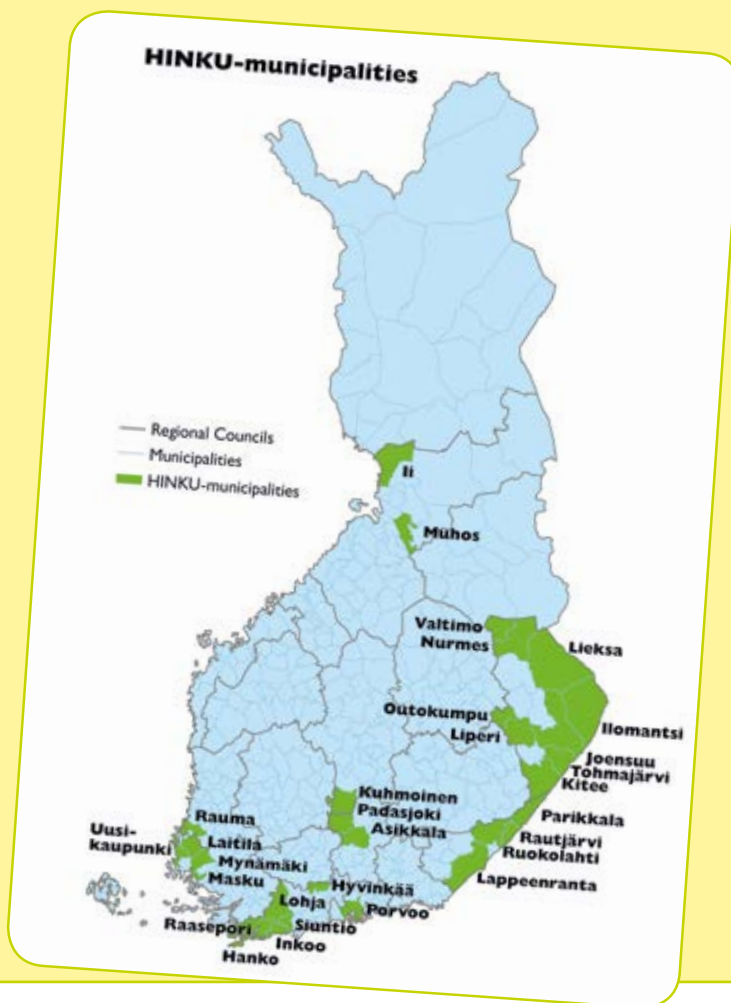 HINKU-municipalities
Regional Councils
Municipalities
HINKU-municipalities
Ii
Muhos
Valtimo
Nurmes
Lieksa
Outokumpu
Liperi
Ilomantsi
Joensuu
Tohmajärvi
Kitee
Kuhmoinen
Padasjoki
Asikkala
Parikkala
Rautjärvi
Ruokolahti
Lappeenranta
Rauma
Uusi-
kaupunki
Laitila
Mynämäki
Masku
Hyvinkää
Lohja
Porvoo
Siuntio
Raasepori
Inkoo
Hanko